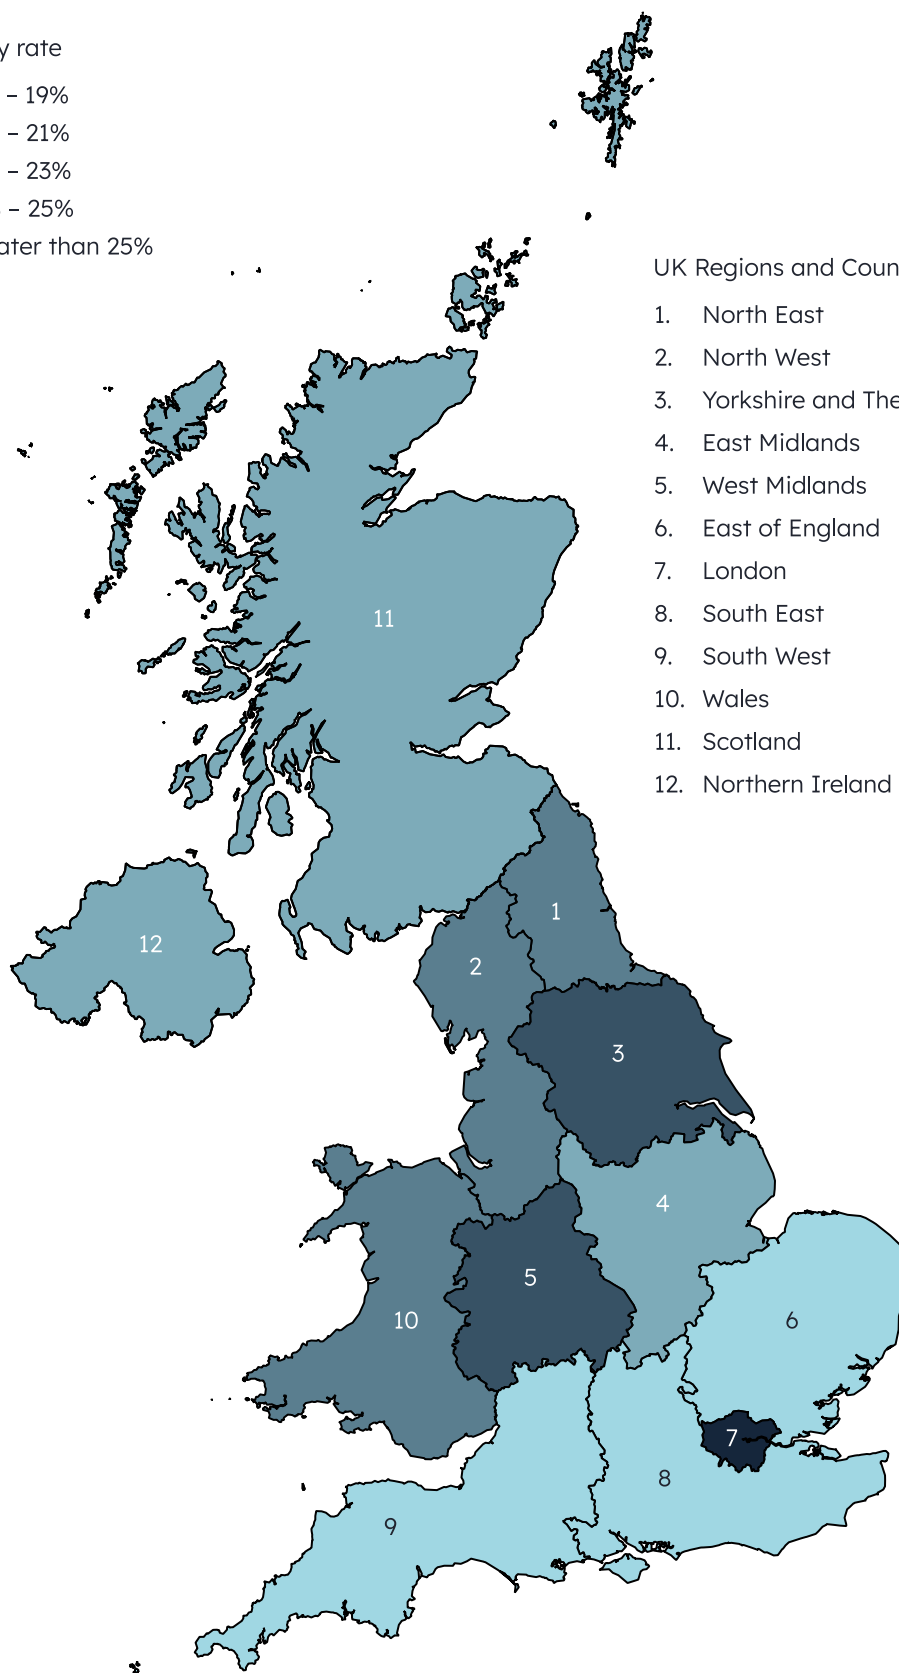 y rate
– 19%
– 21%
– 23%
– 25%
ater than 25%
UK Regions and Coun
1. North East
2. North West
3. Yorkshire and The
4. East Midlands
5. West Midlands
6. East of England
7. London
8. South East
9. South West
10. Wales
11. Scotland
12. Northern Ireland
11
1
12
2
3
4
5
10
6
7
8
9